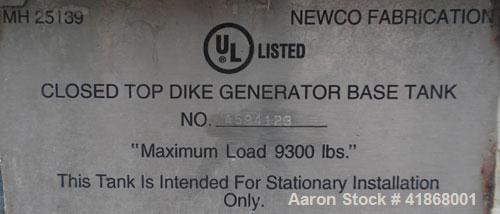 MH 25139 NEWCO FABRICATION
UL LISTED
CLOSED TOP DIKE GENERATOR BASE TANK
NO. A594123
"Maximum Load 9300 lbs."
This Tank is Intended For Stationary Installation
Only.
Aaron Stock # 41868001